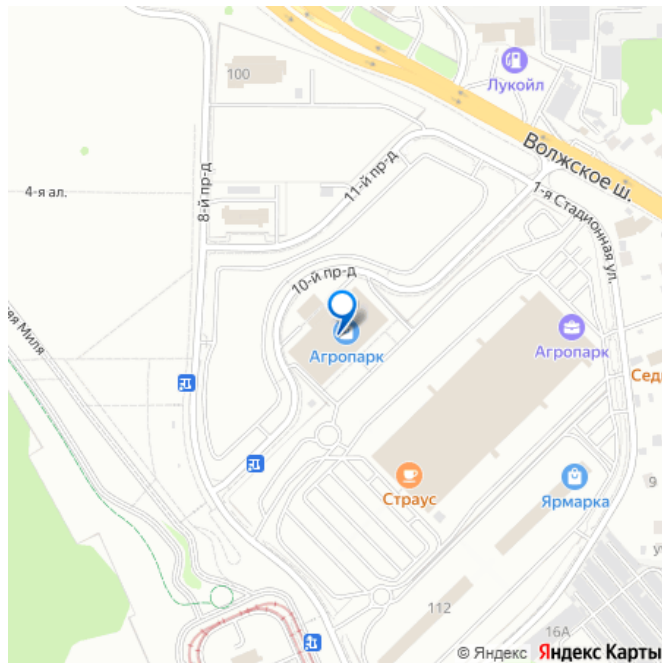 100
Лукойл
Волжское ш.
4-я ал.
8-й пр-д
11-й пр-д
1-я Стадионная ул.
10-й пр-д
ая Миля
Агропарк
Агропарк
Седь
Страус
Ярмарка
9
112
16А
© Яндекс Яндекс Карты